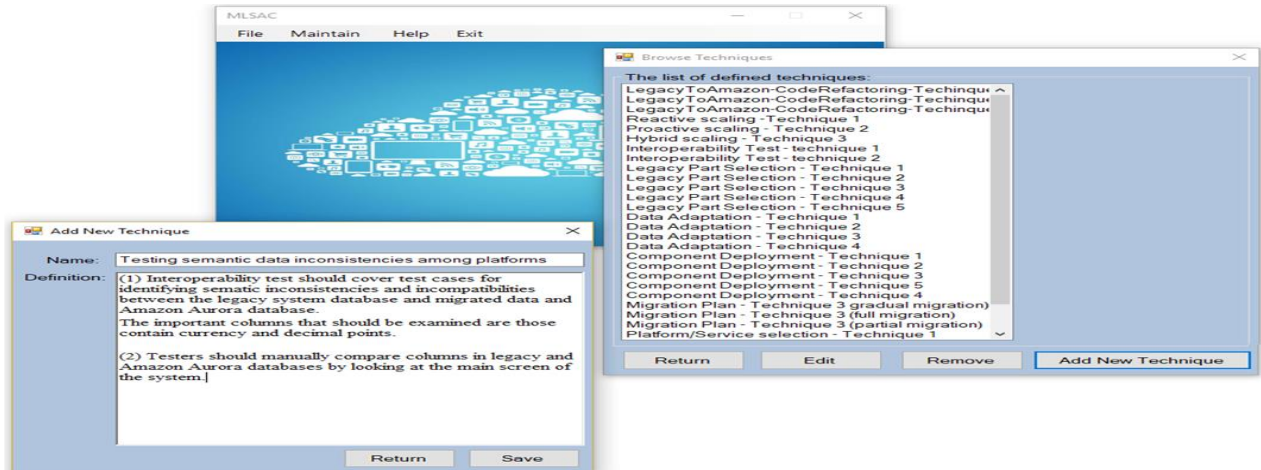 MLSAC
File Maintain Help Exit
Browse Techniques
The list of defined techniques:
LegacyToAmazon-CodeRefactoring-Techinque
LegacyToAmazon-CodeRefactoring-Techinque
LegacyToAmazon-CodeRefactoring-Techinque
Reactive scaling -Technique 1
Proactive scaling - Technique 2
Hybrid scaling - Technique 3
Interoperability Test - technique 1
Interoperability Test - technique 2
Legacy Part Selection - Technique 1
Legacy Part Selection - Technique 2
Legacy Part Selection - Technique 3
Legacy Part Selection - Technique 4
Legacy Part Selection - Technique 5
Data Adaptation - Technique 1
Data Adaptation - Technique 2
Data Adaptation - Technique 3
Data Adaptation - Technique 4
Component Deployment - Technique 1
Component Deployment - Technique 2
Component Deployment - Technique 3
Component Deployment - Technique 5
Component Deployment - Technique 4
Migration Plan - Technique 3 gradual migration)
Migration Plan - Technique 3 (full migration)
Migration Plan - Technique 3 (partial migration)
Platform/Service selection - Technique 1
Return Edit Remove Add New Technique
Add New Technique
Name: Testing semantic data inconsistencies among platforms
Definition: (1) Interoperability test should cover test cases for
identifying sematic inconsistencies and incompatibilities
between the legacy system database and migrated data and
Amazon Aurora database.
The important columns that should be examined are those
contain currency and decimal points.
(2) Testers should manually compare columns in legacy and
Amazon Aurora databases by looking at the main screen of
the system.
Return Save